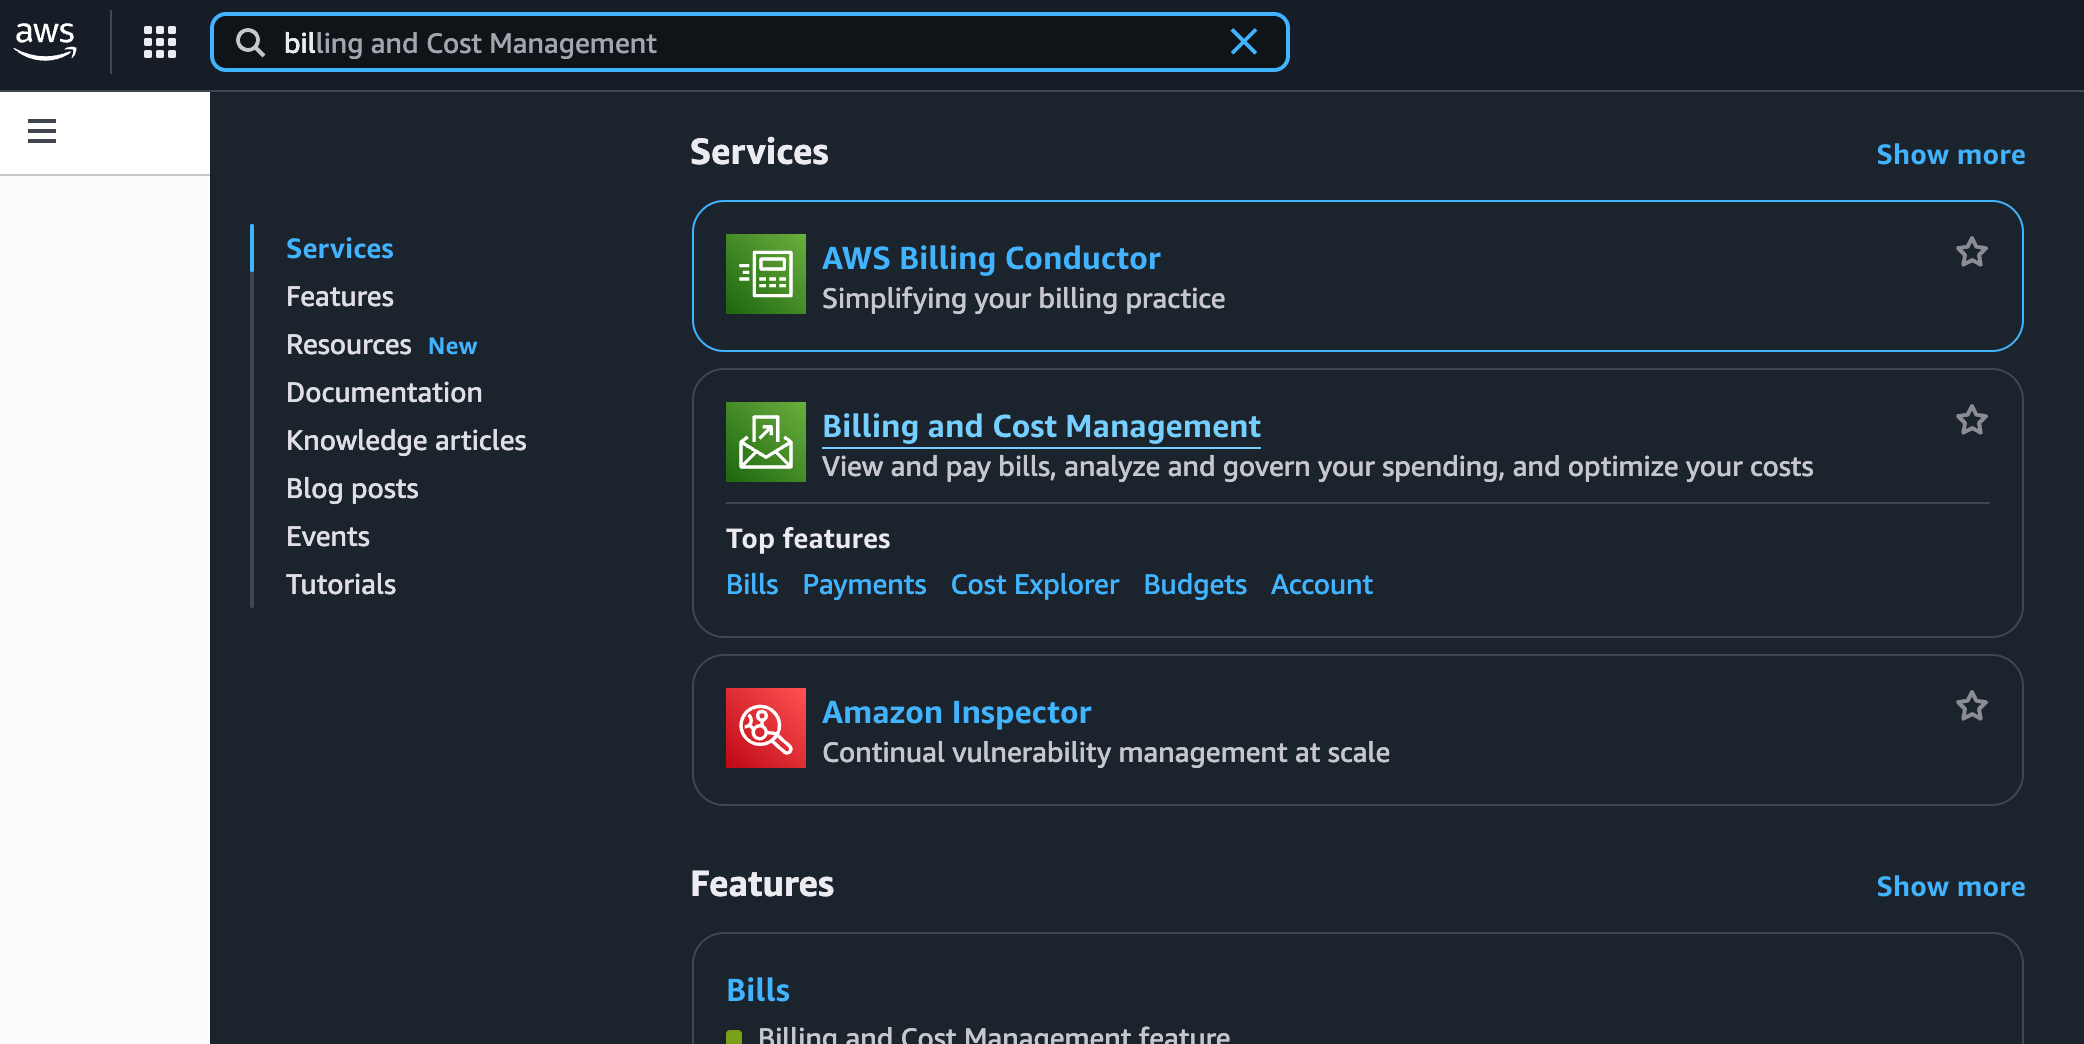 aws
billing and Cost Management
Services
Features
Resources New
Documentation
Knowledge articles
Blog posts
Events
Tutorials
Services
Show more
AWS Billing Conductor
Simplifying your billing practice
Billing and Cost Management
View and pay bills, analyze and govern your spending, and optimize your costs
Top features
Bills Payments Cost Explorer Budgets Account
Amazon Inspector
Continual vulnerability management at scale
Features
Show more
Bills
Billing and Cost Management feature